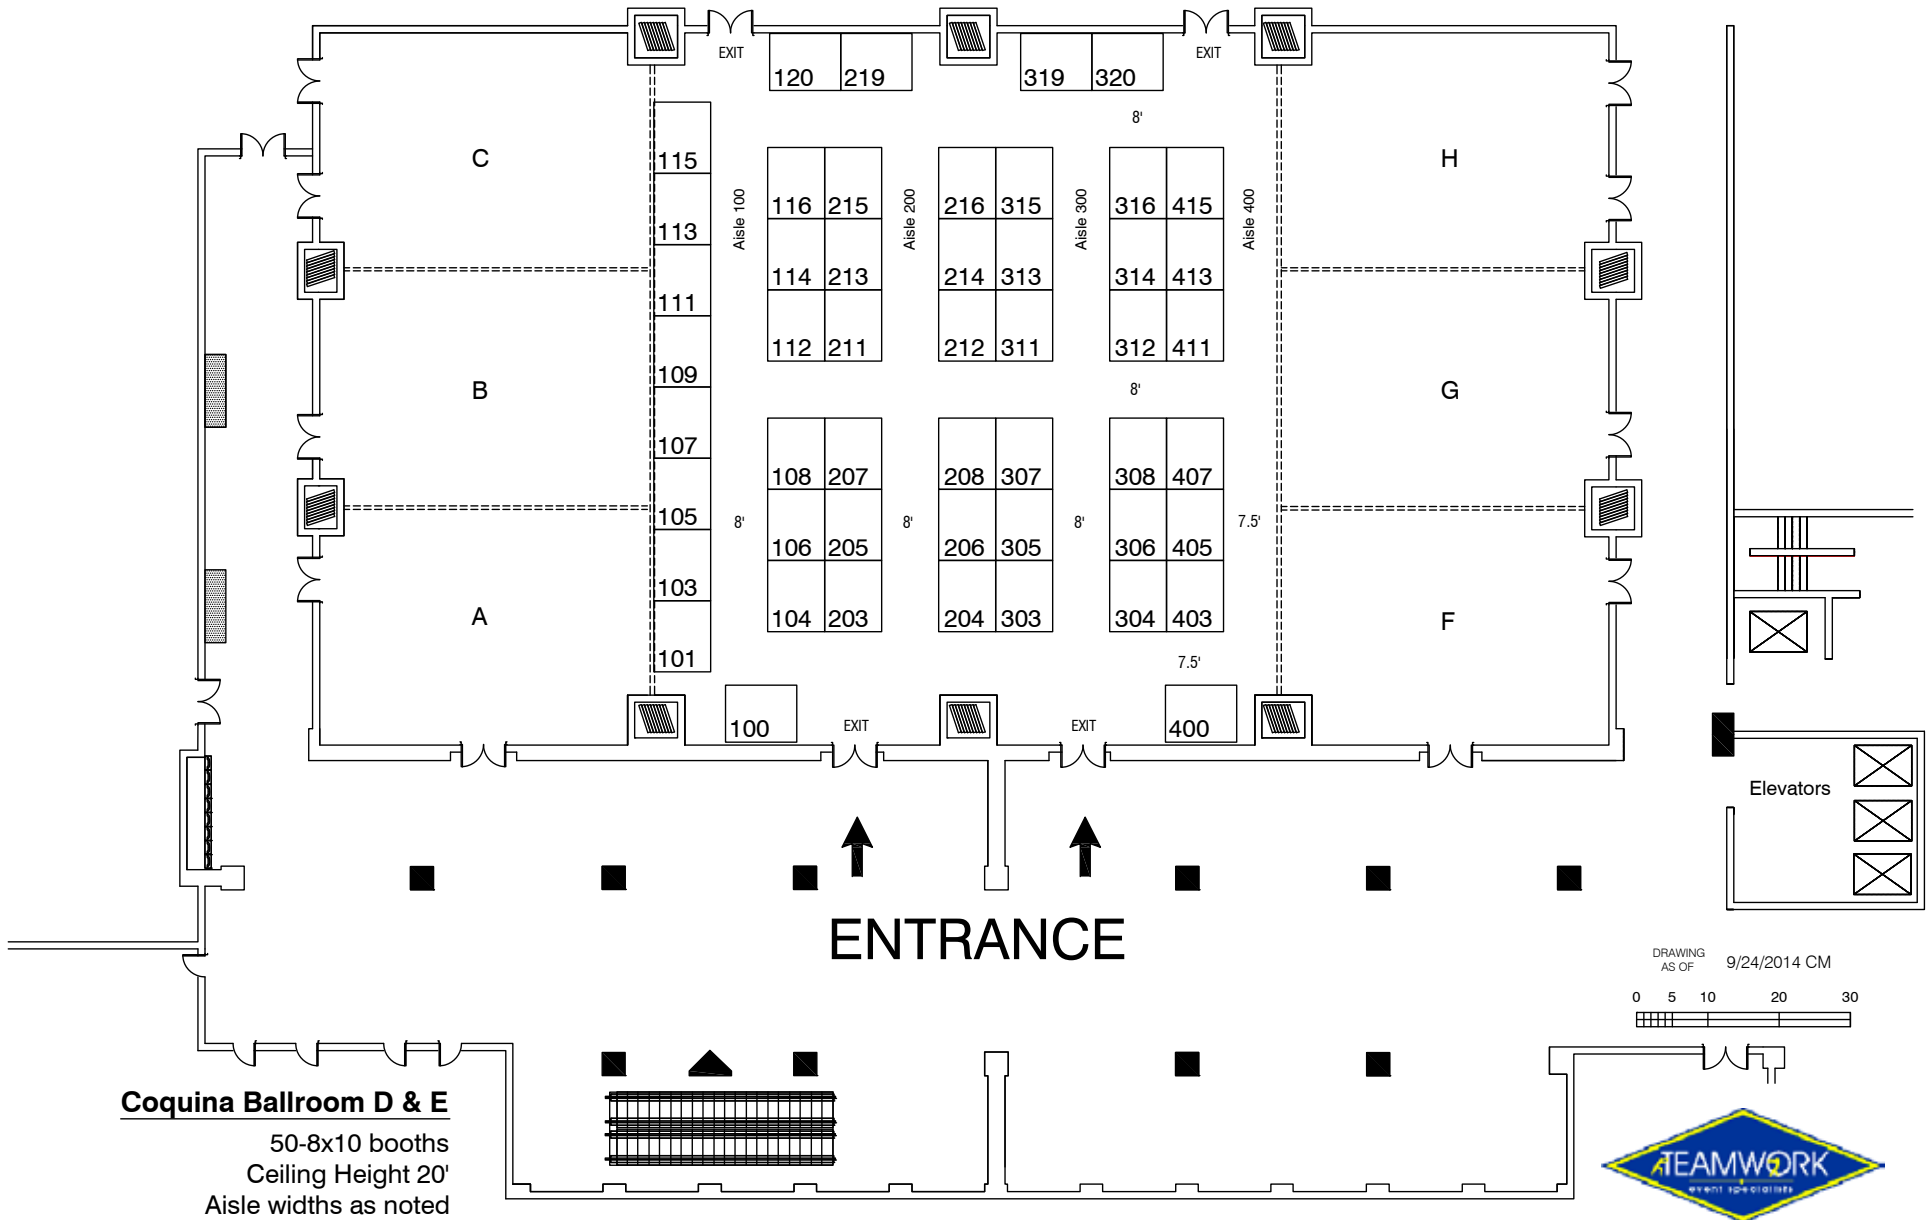 EXIT
EXIT
120 219
319 320
8'
C
H
115
116 215 216 315 316 415
Aisle 100
Aisle 200
Aisle 300
Aisle 400
113
114 213 214 313 314 413
111
112 211 212 311 312 411
109
B
8'
G
107
108 207 208 307 308 407
105
8'
8'
8'
7.5'
106 205 206 305 306 405
103
104 203 204 303 304 403
A
F
101
7.5'
100
EXIT
EXIT
400
Elevators
ENTRANCE
DRAWING
AS OF
9/24/2014 CM
0 5 10 20 30
Coquina Ballroom D & E
50-8x10 booths
Ceiling Height 20'
Aisle widths as noted
TEAMWORK
event specialists